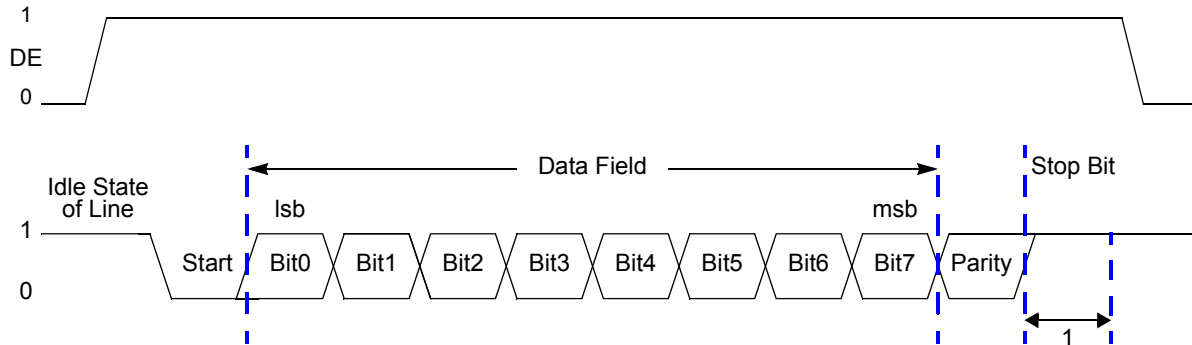 1
DE
0
Data Field
Stop Bit
Idle State
of Line
lsb
msb
1
Start Bit0 Bit1 Bit2 Bit3 Bit4 Bit5 Bit6 Bit7 Parity
0
1